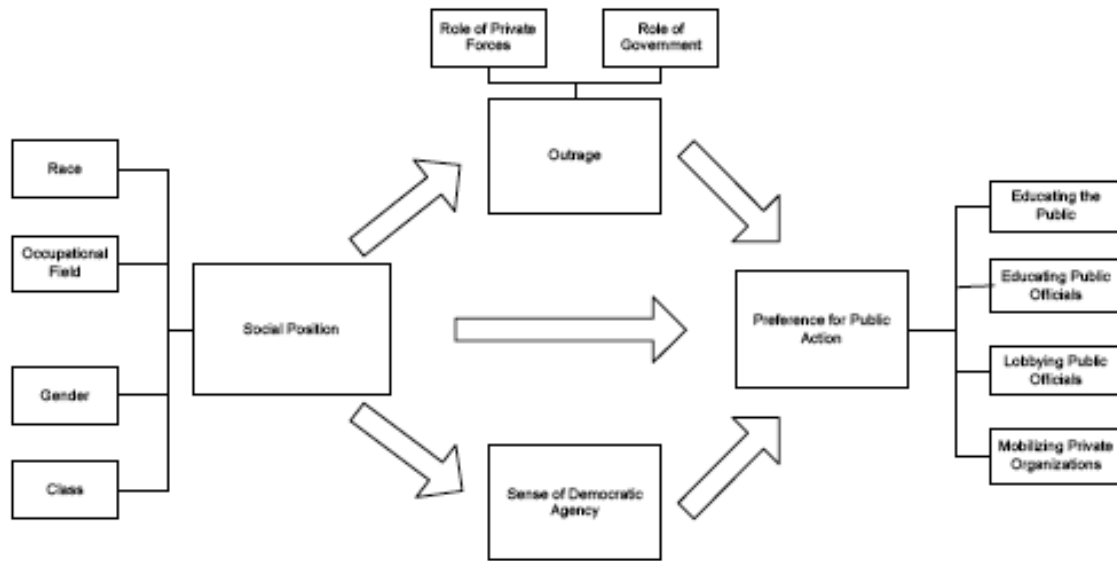 Role of Private
Forces
Role of
Government
Outrage
Race
Occupational
Field
Gender
Class
Social Position
Sense of Democratic
Agency
Preference for Public
Action
Educating the
Public
Educating Public
Officials
Lobbying Public
Officials
Mobilizing Private
Organizations